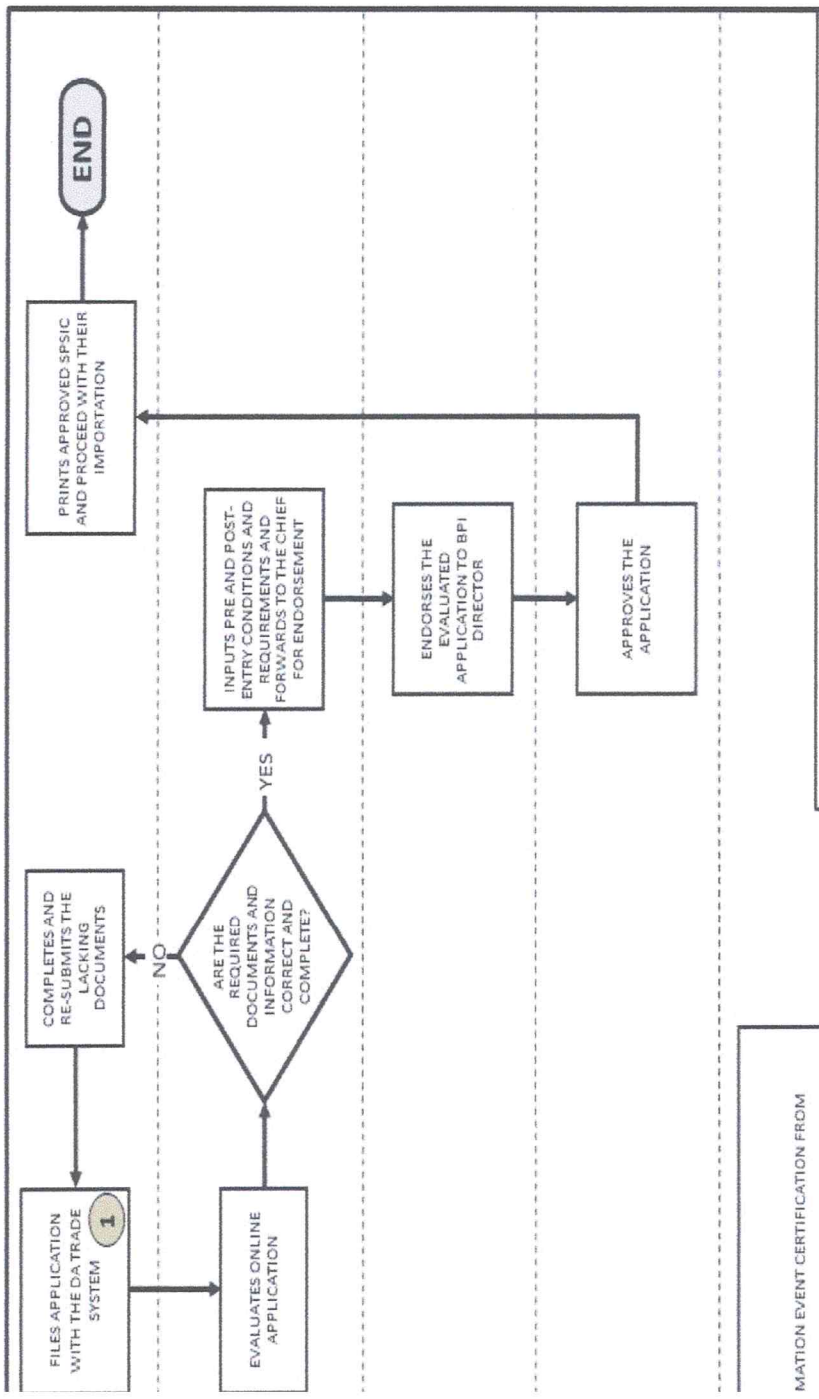 FILES APPLICATION
WITH THE DA TRADE
SYSTEM
1
COMPLETES AND
RE-SUBMITS THE
LACKING
DOCUMENTS
PRINTS APPROVED SPSIC
AND PROCEED WITH THEIR
IMPORTATION
END
EVALUATES ONLINE
APPLICATION
NO
ARE THE
REQUIRED
DOCUMENTS AND
INFORMATION
CORRECT AND
COMPLETE?
YES
INPUTS PRE AND POST-
ENTRY CONDITIONS AND
REQUIREMENTS AND
FORWARDS TO THE CHIEF
FOR ENDORSEMENT
ENDORSES THE
EVALUATED
APPLICATION TO BPI
DIRECTOR
APPROVES THE
APPLICATION
MATION EVENT CERTIFICATION FROM